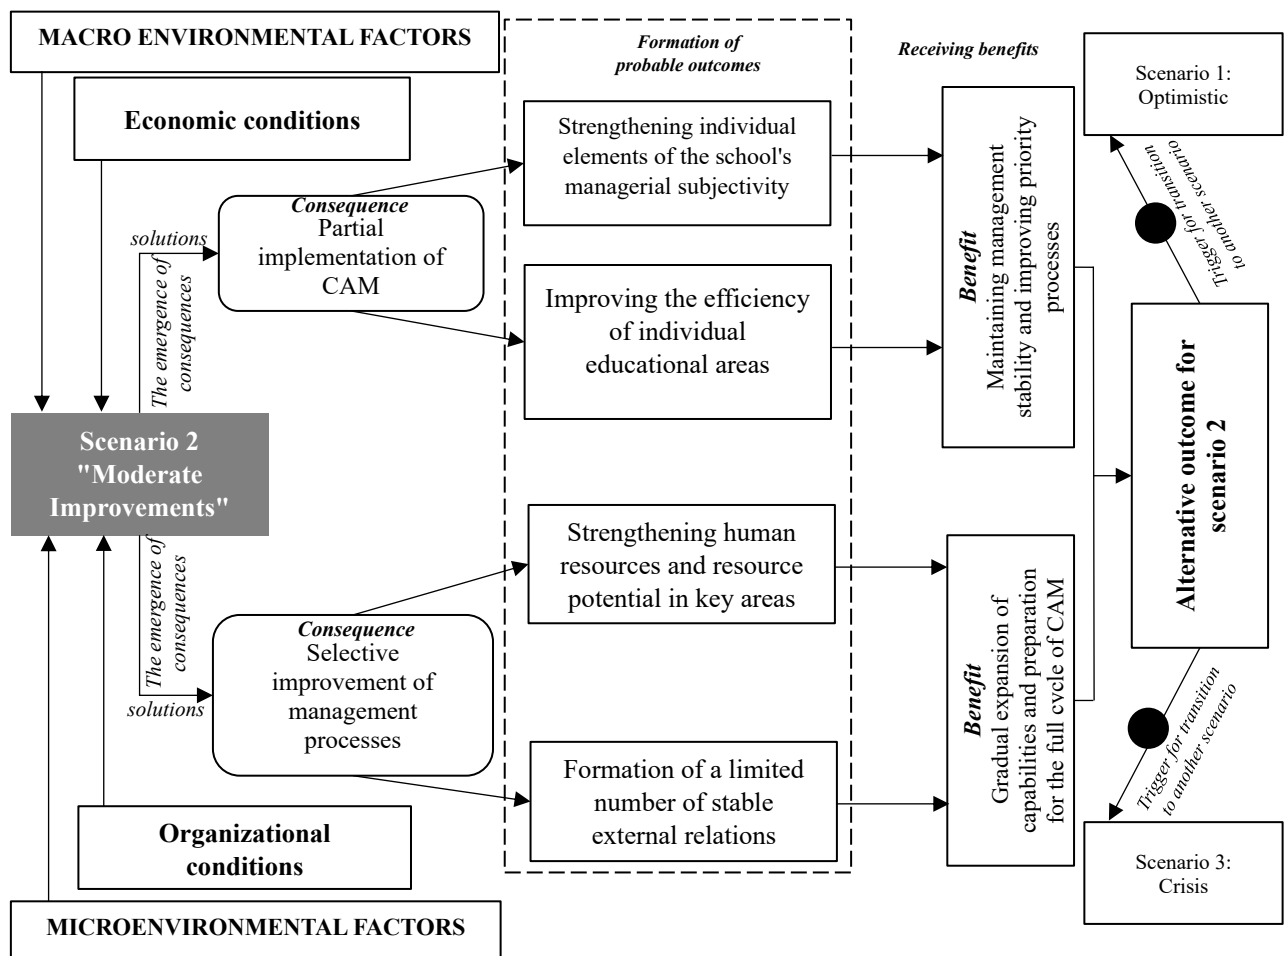 MACRO ENVIRONMENTAL FACTORS
Economic conditions
Formation of
probable outcomes
Receiving benefits
Scenario 1:
Optimistic
Strengthening individual
elements of the school's
managerial subjectivity
Consequence
Partial
implementation of
CAM
solutions
The emergence of
consequences
Improving the efficiency
of individual
educational areas
Benefit
Maintaining management
stability and improving priority
processes
Trigger for transition
to another scenario
Alternative outcome for
scenario 2
Scenario 2
"Moderate
Improvements"
The emergence of
consequences
solutions
Consequence
Selective
improvement of
management
processes
Strengthening human
resources and resource
potential in key areas
Formation of a limited
number of stable
external relations
Benefit
Gradual expansion of
capabilities and preparation
for the full cycle of CAM
Trigger for transition
to another scenario
Scenario 3:
Crisis
Organizational
conditions
MICROENVIRONMENTAL FACTORS